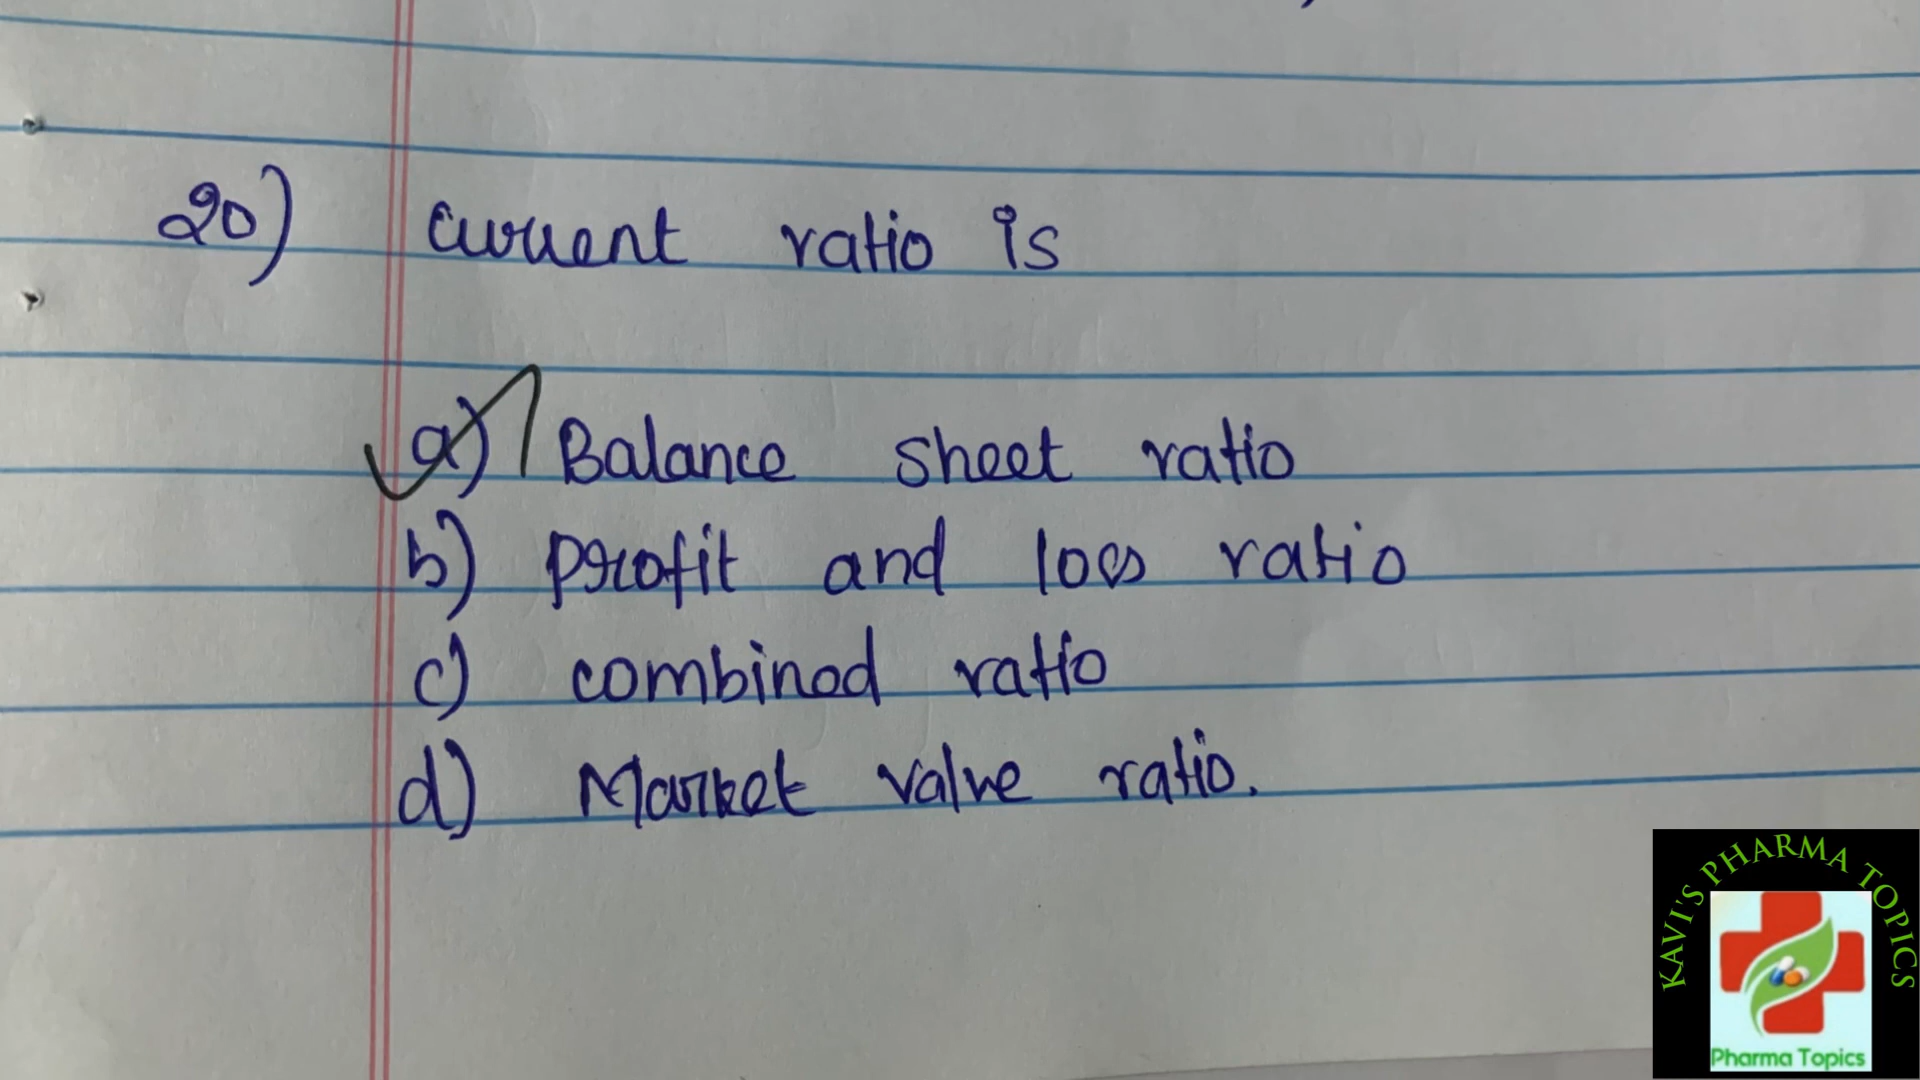 20) current ratio is
a) Balance sheet ratio
b) profit and loss ratio
c) combined ratio
d) Market value ratio.
KAVI'S PHARMA TOPICS
Pharma Topics